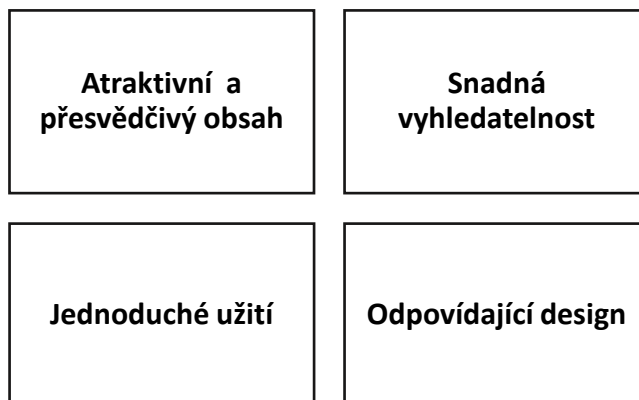 Atraktivní a
přesvědčivý obsah
Snadná
vyhledatelnost
Jednoduché užití
Odpovídající design